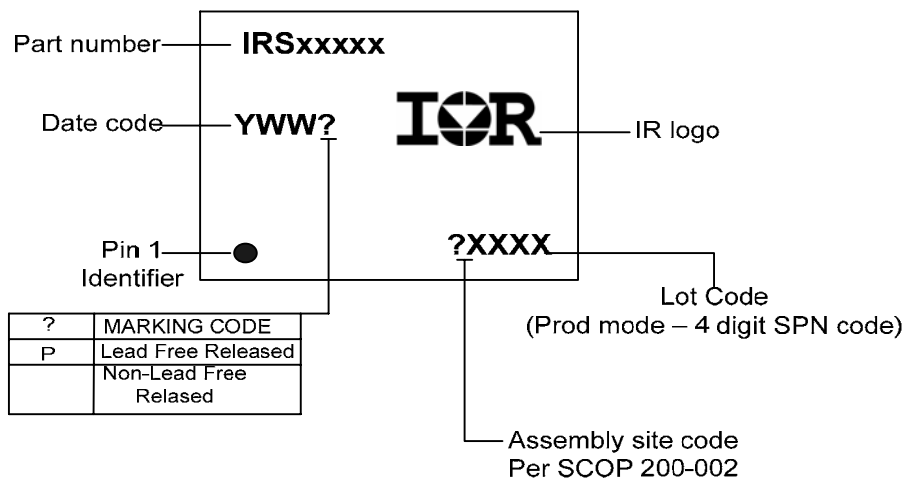 Part number
IRSxxxxx
Date code
YWW?
IOR
IR logo
Pin 1
Identifier
?XXXX
Lot Code
(Prod mode – 4 digit SPN code)
? MARKING CODE
P Lead Free Released
Non-Lead Free
Relased
Assembly site code
Per SCOP 200-002